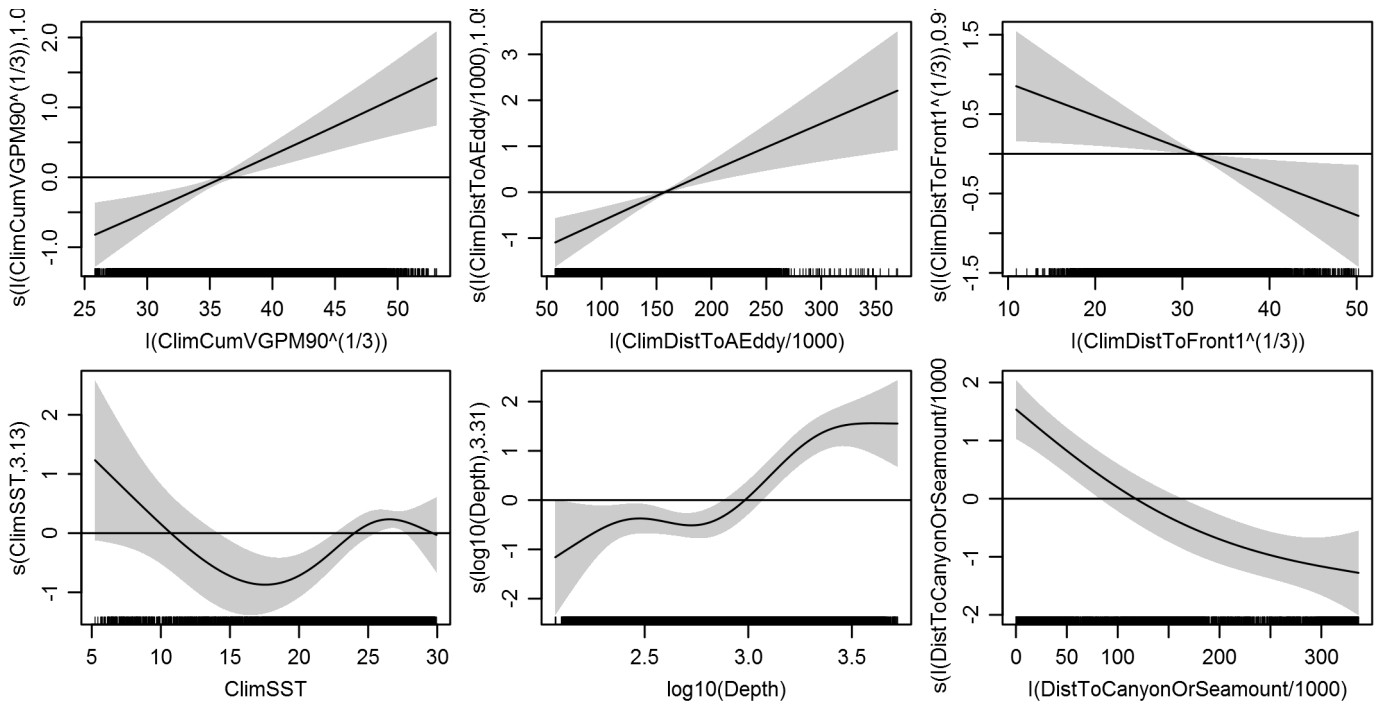 s(I(ClimCumVGPM90^(1/3)),1.0
2.0
1.0
0.0
-1.0
25 30 35 40 45 50
I(ClimCumVGPM90^(1/3))
s(I(ClimDistToAEddy/1000),1.05
3
2
1
0
-1
50 100 150 200 250 300 350
I(ClimDistToAEddy/1000)
s(I(ClimDistToFront1^(1/3)),0.9
1.5
0.5
-0.5
-1.5
10 20 30 40 50
I(ClimDistToFront1^(1/3))
s(ClimSST,3.13)
2
1
0
-1
5 10 15 20 25 30
ClimSST
s(log10(Depth),3.31)
2
1
0
-1
-2
2.5 3.0 3.5
log10(Depth)
s(I(DistToCanyonOrSeamount/1000
2
1
0
-1
-2
0 50 100 200 300
I(DistToCanyonOrSeamount/1000)